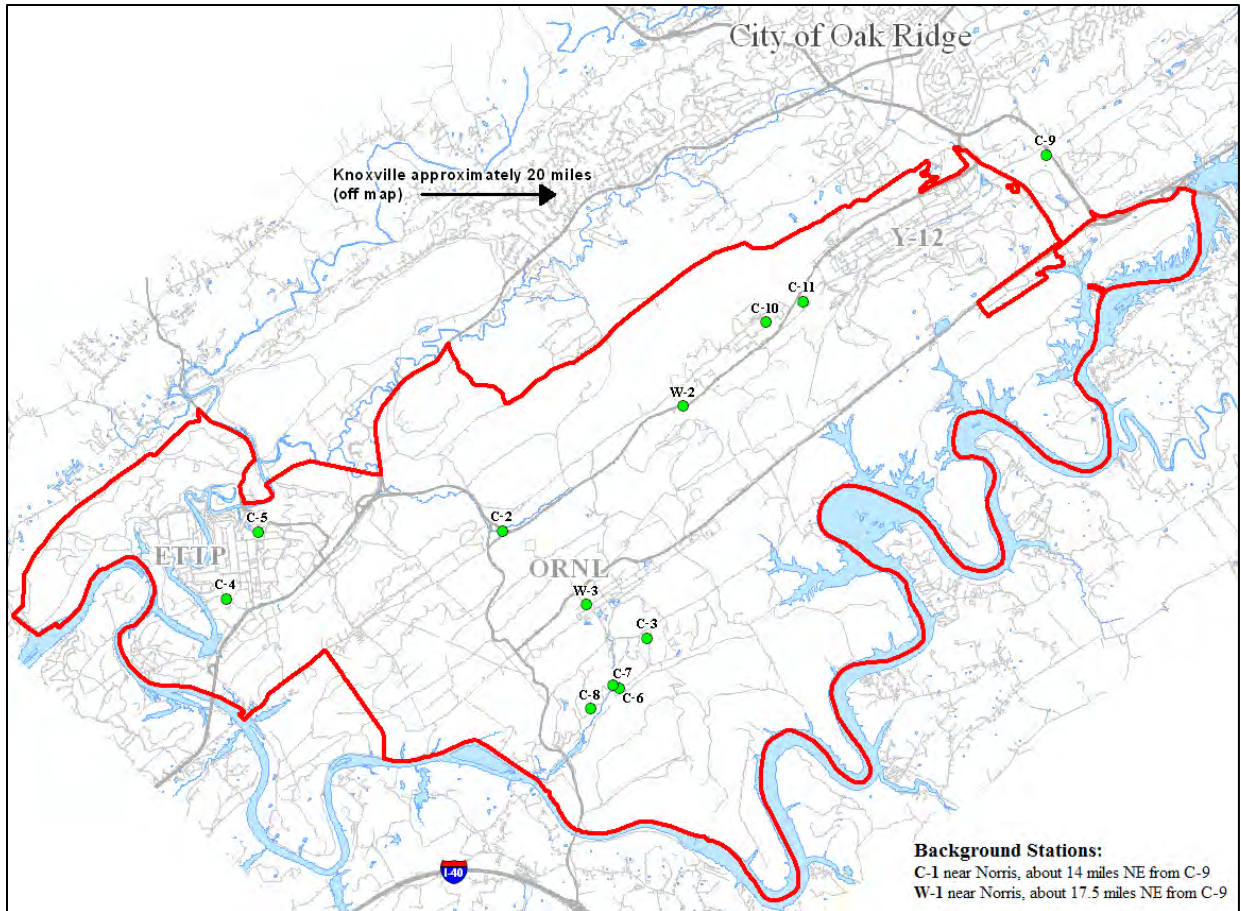 City of Oak Ridge
C-9
Knoxville approximately 20 miles
(off map)
Y-12
C-11
C-10
W-2
C-5
C-2
ETTP
ORNL
C-4
W-3
C-3
C-7
C-6
C-8
I-40
Background Stations:
C-1 near Norris, about 14 miles NE from C-9
W-1 near Norris, about 17.5 miles NE from C-9